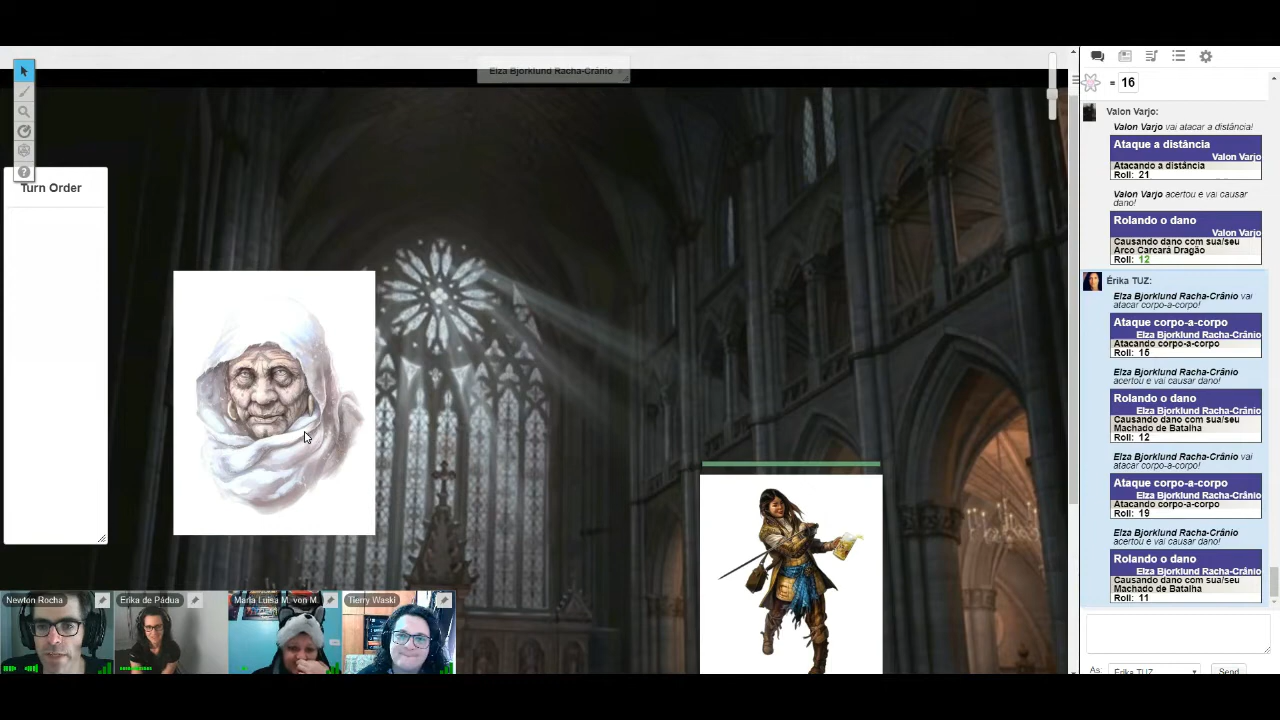 Elza Bjorklund Racha-Crânio
Turn Order
= 16
Valon Varjo:
Valon Varjo vai atacar a distância!
Ataque a distância
Valon Varjo
Atacando a distância
Roll: 21
Valon Varjo acertou e vai causar
dano!
Rolando o dano
Valon Varjo
Causando dano com sua/seu
Arco Carcará Dragão
Roll: 12
Érika TUZ:
Elza Bjorklund Racha-Crânio vai
atacar corpo-a-corpo!
Ataque corpo-a-corpo
Elza Bjorklund Racha-Crânio
Atacando corpo-a-corpo
Roll: 15
Elza Bjorklund Racha-Crânio
acertou e vai causar dano!
Rolando o dano
Elza Bjorklund Racha-Crânio
Causando dano com sua/seu
Machado de Batalha
Roll: 12
Elza Bjorklund Racha-Crânio vai
atacar corpo-a-corpo!
Ataque corpo-a-corpo
Elza Bjorklund Racha-Crânio
Atacando corpo-a-corpo
Roll: 19
Elza Bjorklund Racha-Crânio
acertou e vai causar dano!
Rolando o dano
Elza Bjorklund Racha-Crânio
Causando dano com sua/seu
Machado de Batalha
Roll: 11
Newton Rocha
Erika de Pádua
Maria Luisa M. von M.
Tierry Waski
As:
Érika TUZ
Send